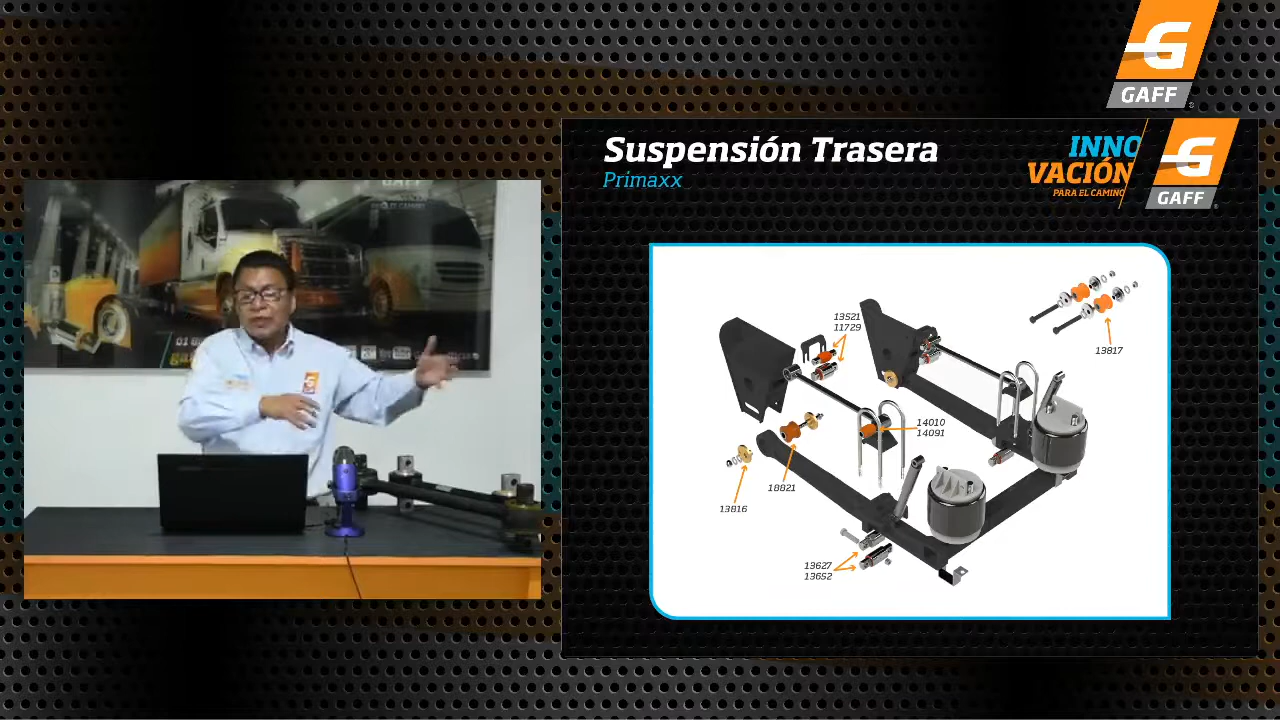 GAFF
Suspensión Trasera
Primaxx
INNO
VACIÓN
PARA EL CAMINO
GAFF
13521
11729
13817
14010
14091
18821
13816
13627
13652